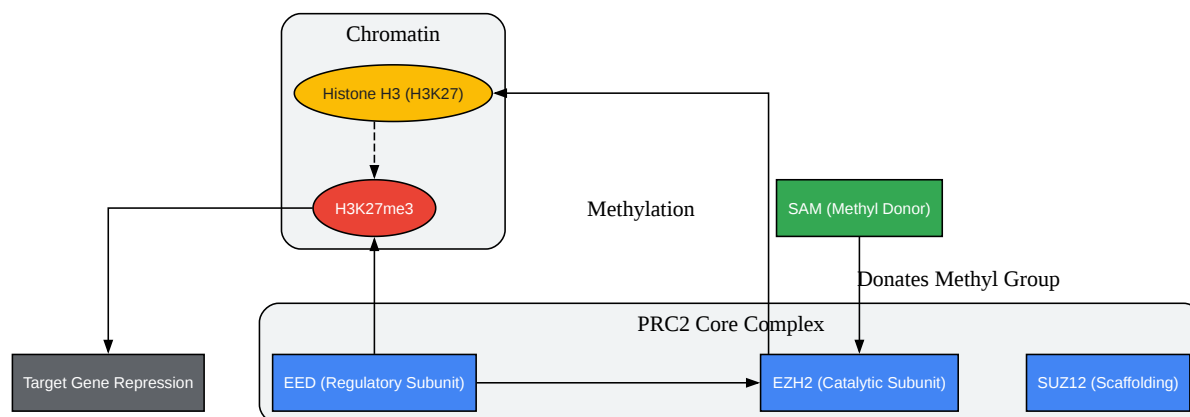 Chromatin
Histone H3 (H3K27)
H3K27me3
Methylation
SAM (Methyl Donor)
Donates Methyl Group
PRC2 Core Complex
Target Gene Repression
EED (Regulatory Subunit)
EZH2 (Catalytic Subunit)
SUZ12 (Scaffolding)